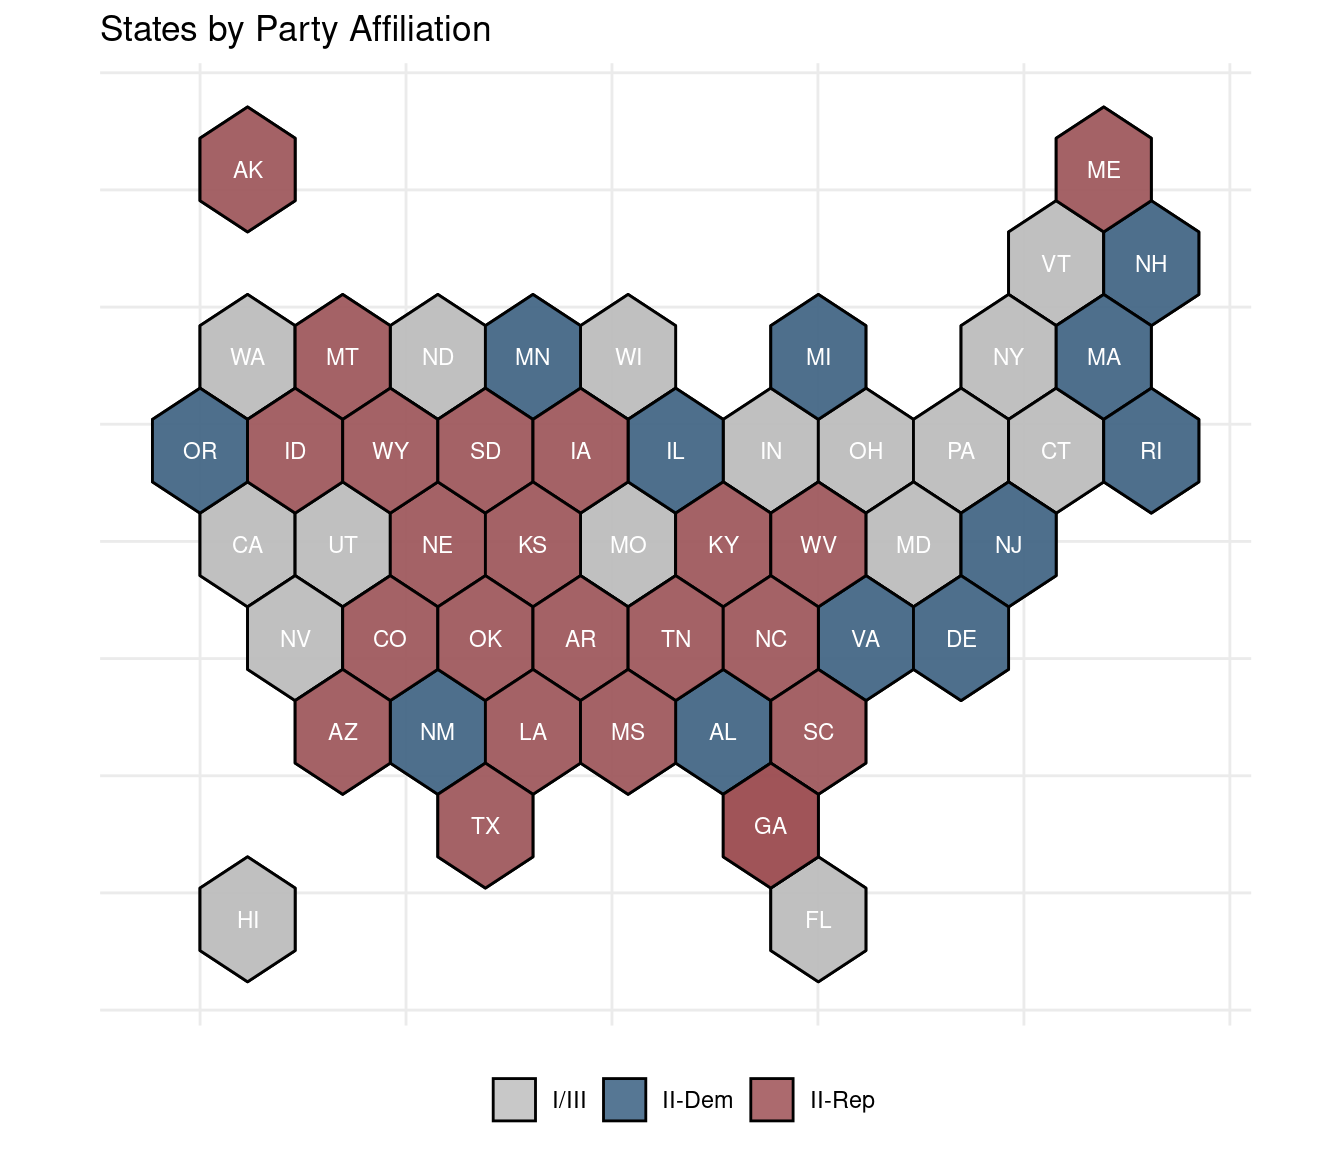 States by Party Affiliation
AK ME
VT NH
WA MT ND MN WI MI NY MA
OR ID WY SD IA IL IN OH PA CT RI
CA UT NE KS MO KY WV MD NJ
NV CO OK AR TN NC VA DE
AZ NM LA MS AL SC
TX GA
HI FL
I/III II-Dem II-Rep